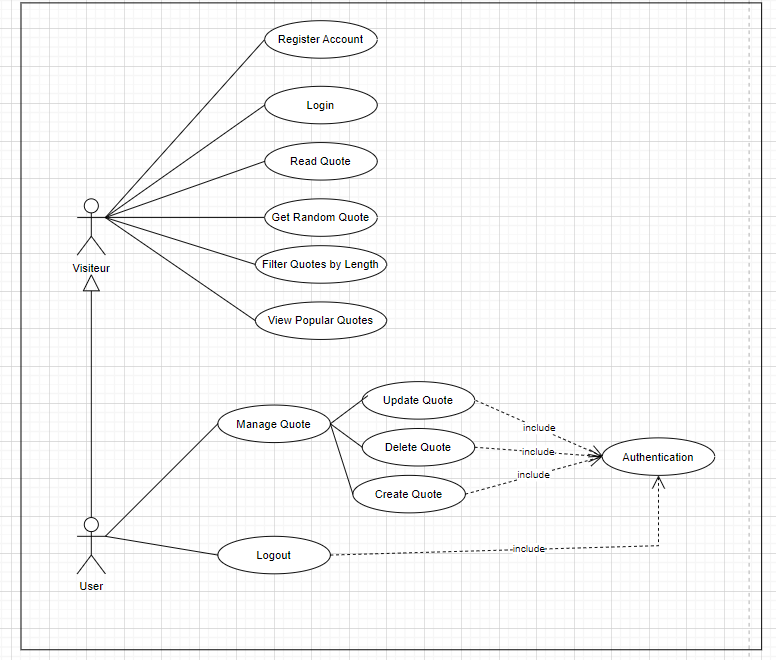 Register Account
Login
Read Quote
Get Random Quote
Filter Quotes by Length
Visiteur
View Popular Quotes
Update Quote
Manage Quote
include
Delete Quote
include
Authentication
include
Create Quote
Logout
include
User